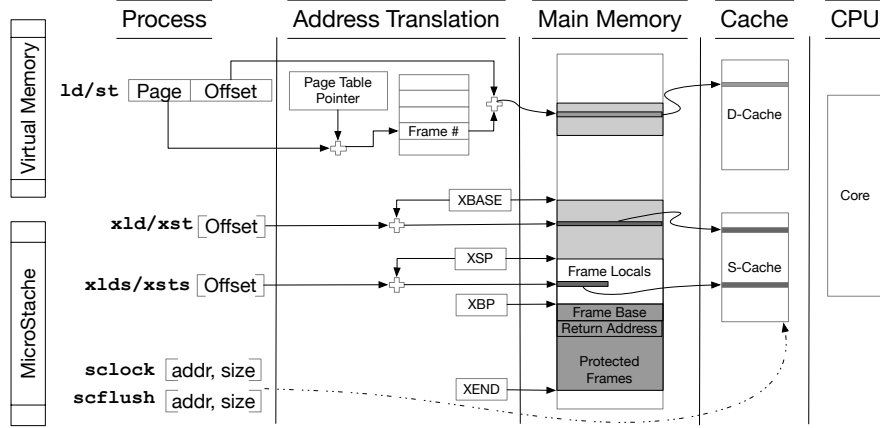 Process
Address Translation
Main Memory
Cache
CPU
Virtual Memory
ld/st
Page
Offset
Page Table
Pointer
Frame #
D-Cache
Core
MicroStache
xld/xst [Offset]
XBASE
xlds/xsts [Offset]
XSP
Frame Locals
S-Cache
XBP
Frame Base
Return Address
Protected
Frames
sclock [addr, size]
scflush [addr, size]
XEND